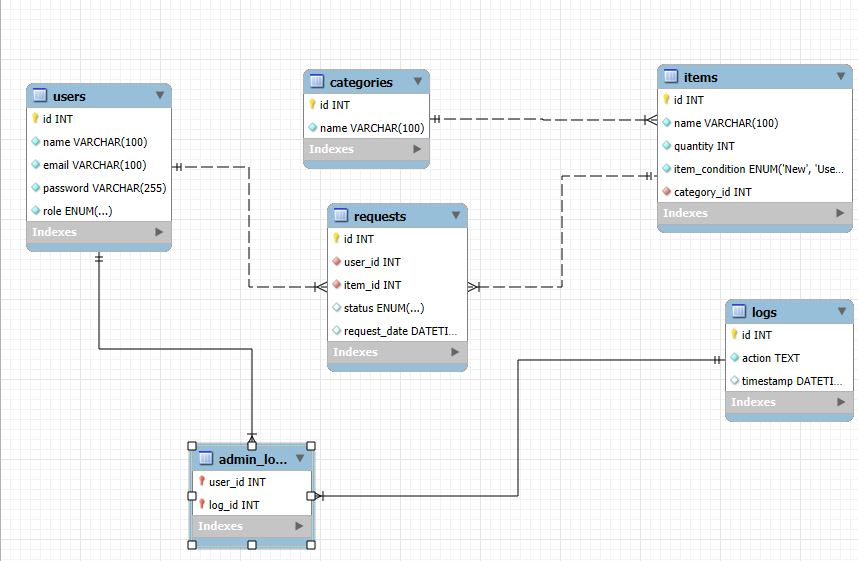 users
id INT
name VARCHAR(100)
email VARCHAR(100)
password VARCHAR(255)
role ENUM(...)
Indexes
categories
id INT
name VARCHAR(100)
Indexes
items
id INT
name VARCHAR(100)
quantity INT
item_condition ENUM('New', 'Use...
category_id INT
Indexes
requests
id INT
user_id INT
item_id INT
status ENUM(...)
request_date DATETI...
Indexes
logs
id INT
action TEXT
timestamp DATETI...
Indexes
admin_lo...
user_id INT
log_id INT
Indexes